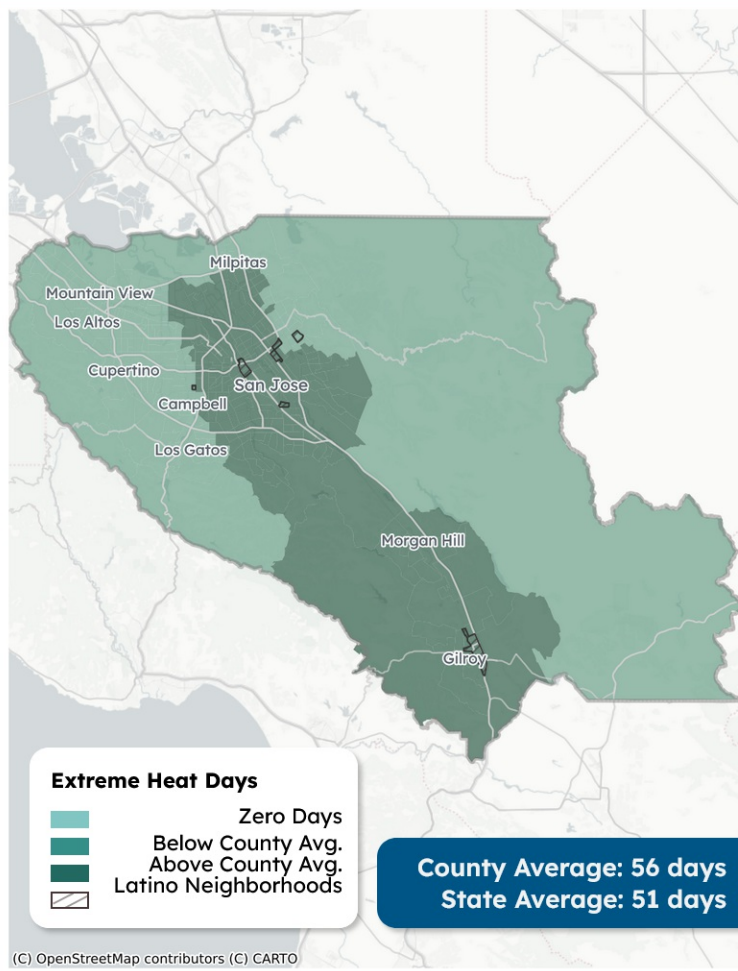 Milpitas
Mountain View
Los Altos
Cupertino
San Jose
Campbell
Los Gatos
Morgan Hill
Gilroy
Extreme Heat Days
Zero Days
Below County Avg.
Above County Avg.
Latino Neighborhoods
County Average: 56 days
State Average: 51 days
(C) OpenStreetMap contributors (C) CARTO